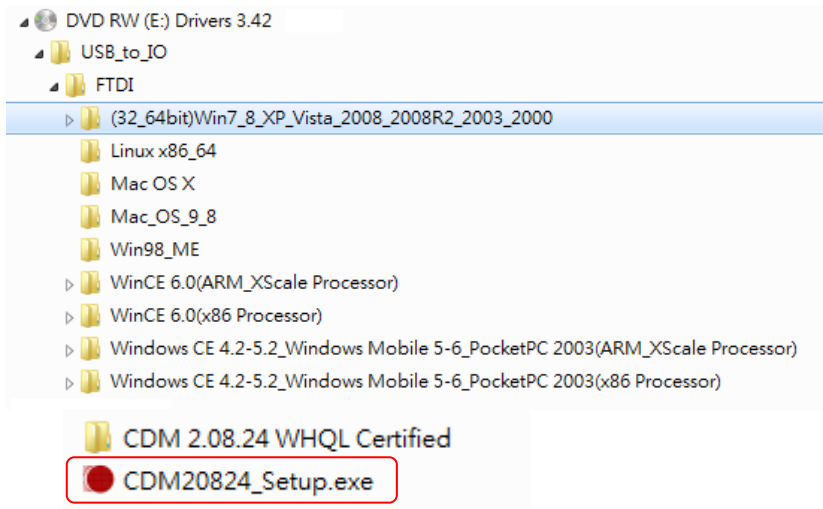 DVD RW (E:) Drivers 3.42
USB_to_IO
FTDI
(32_64bit)Win7_8_XP_Vista_2008_2008R2_2003_2000
Linux x86_64
Mac OS X
Mac_OS_9_8
Win98_ME
WinCE 6.0(ARM_XScale Processor)
WinCE 6.0(x86 Processor)
Windows CE 4.2-5.2_Windows Mobile 5-6_PocketPC 2003(ARM_XScale Processor)
Windows CE 4.2-5.2_Windows Mobile 5-6_PocketPC 2003(x86 Processor)
CDM 2.08.24 WHQL Certified
CDM20824_Setup.exe